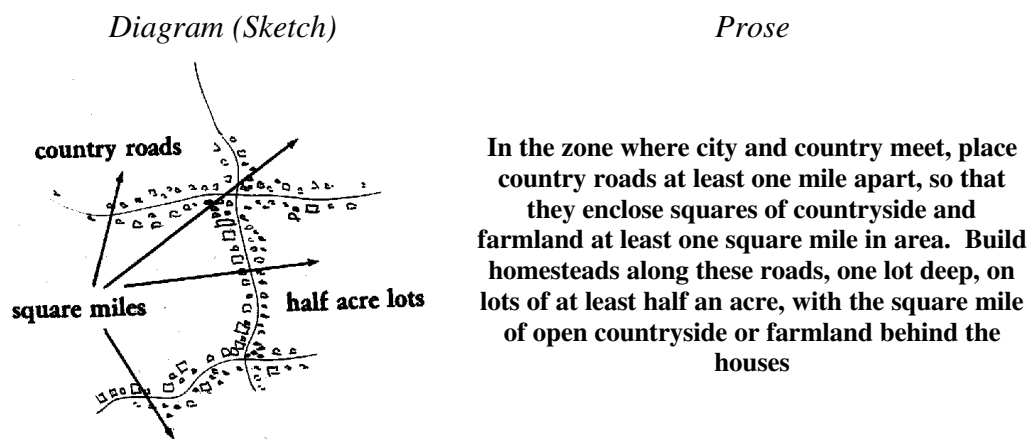 Diagram (Sketch)
country roads
square miles
half acre lots
Prose
In the zone where city and country meet, place
country roads at least one mile apart, so that
they enclose squares of countryside and
farmland at least one square mile in area.  Build
homesteads along these roads, one lot deep, on
lots of at least half an acre, with the square mile
of open countryside or farmland behind the
houses